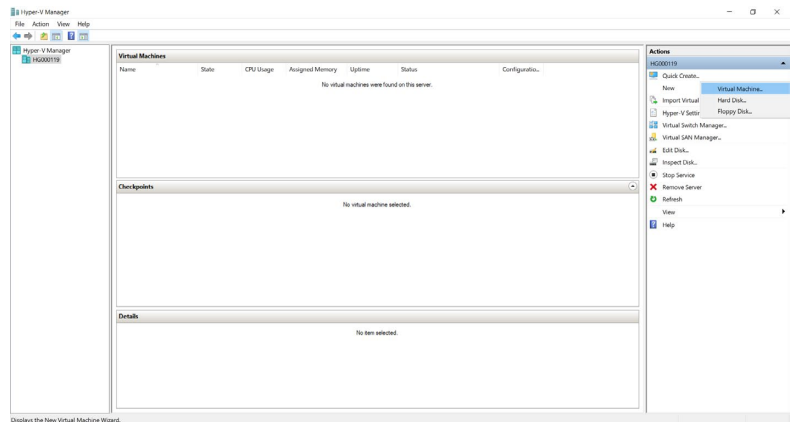 Hyper-V Manager
File Action View Help
Hyper-V Manager
HG000119
Virtual Machines
Name State CPU Usage Assigned Memory Uptime Status Configuratio...
No virtual machines were found on this server.
Checkpoints
No virtual machine selected.
Details
No item selected.
Actions
HG000119
Quick Create...
New
Virtual Machine...
Import Virtual
Hard Disk...
Hyper-V Settin
Floppy Disk...
Virtual Switch Manager...
Virtual SAN Manager...
Edit Disk...
Inspect Disk...
Stop Service
Remove Server
Refresh
View
Help
Displays the New Virtual Machine Wizard.